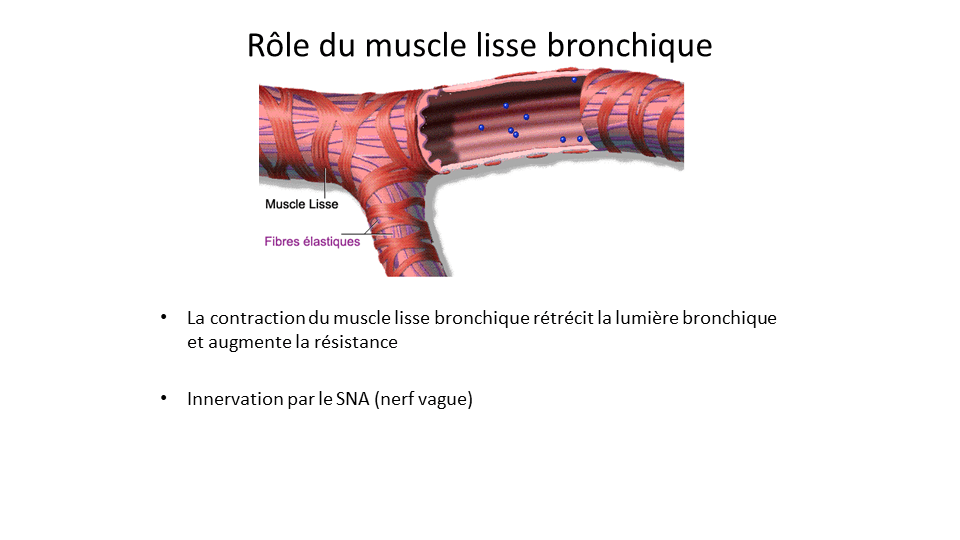 Rôle du muscle lisse bronchique
Muscle Lisse
Fibres élastiques
• La contraction du muscle lisse bronchique rétrécit la lumière bronchique
et augmente la résistance
• Innervation par le SNA (nerf vague)